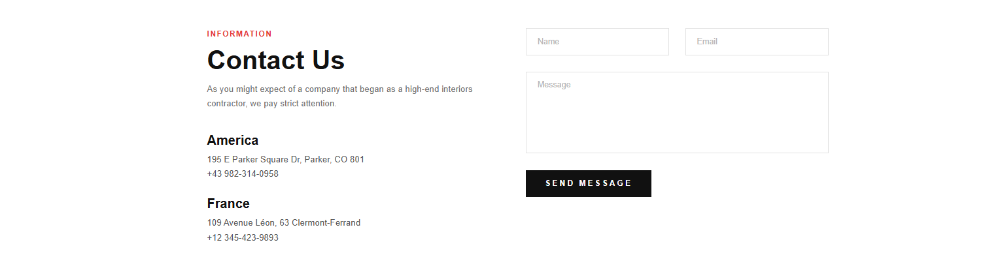 INFORMATION
Contact Us
As you might expect of a company that began as a high-end interiors
contractor, we pay strict attention.
America
195 E Parker Square Dr, Parker, CO 801
+43 982-314-0958
France
109 Avenue Léon, 63 Clermont-Ferrand
+12 345-423-9893
Name
Email
Message
SEND MESSAGE